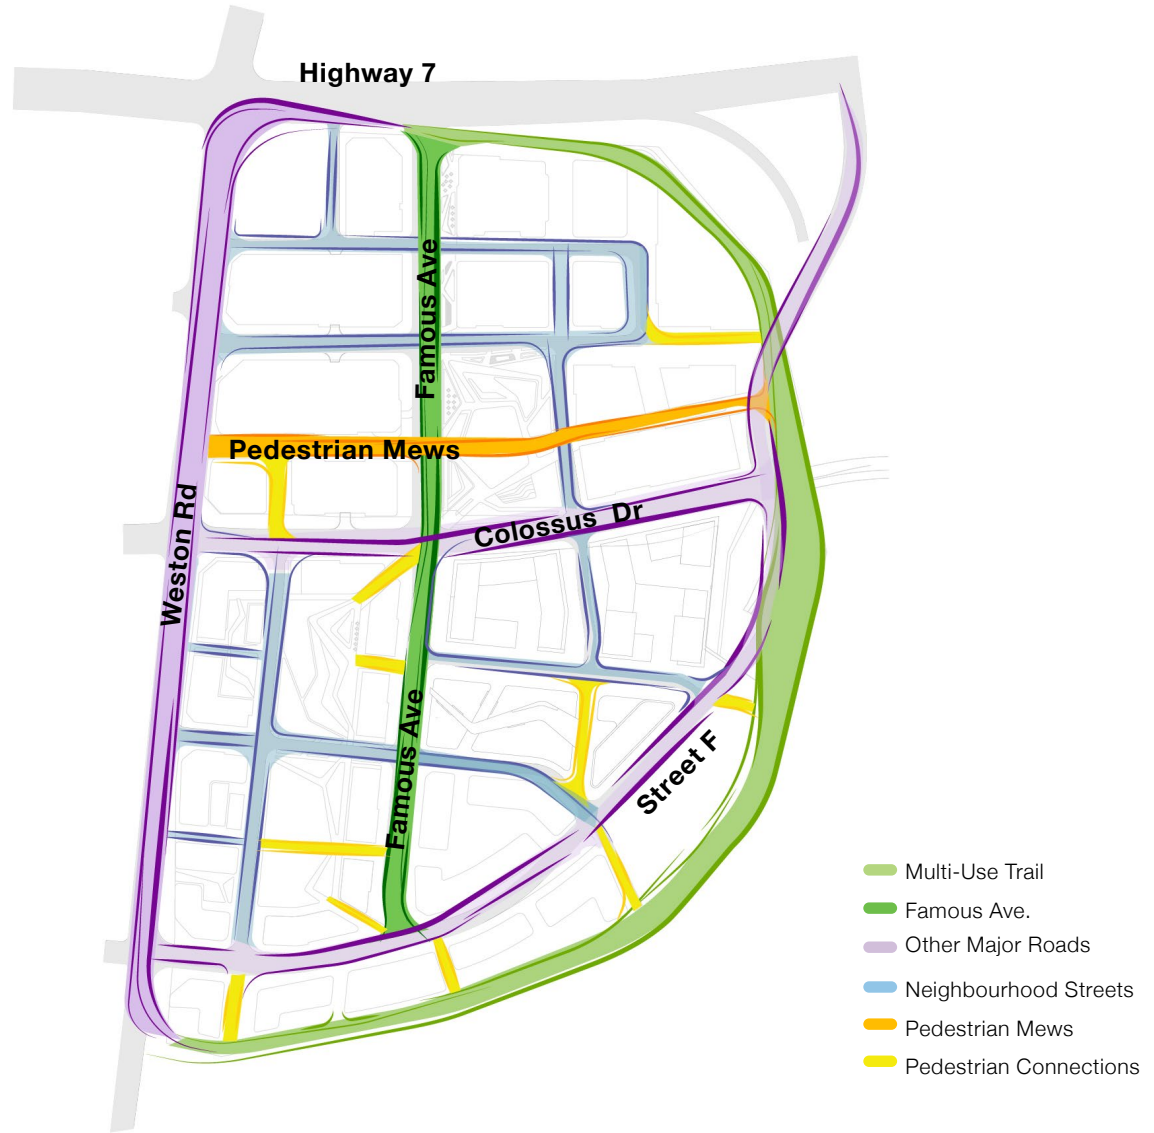 Highway 7
Famous Ave
Pedestrian Mews
Weston Rd
Colossus Dr
Famous Ave
Street F
Multi-Use Trail
Famous Ave.
Other Major Roads
Neighbourhood Streets
Pedestrian Mews
Pedestrian Connections